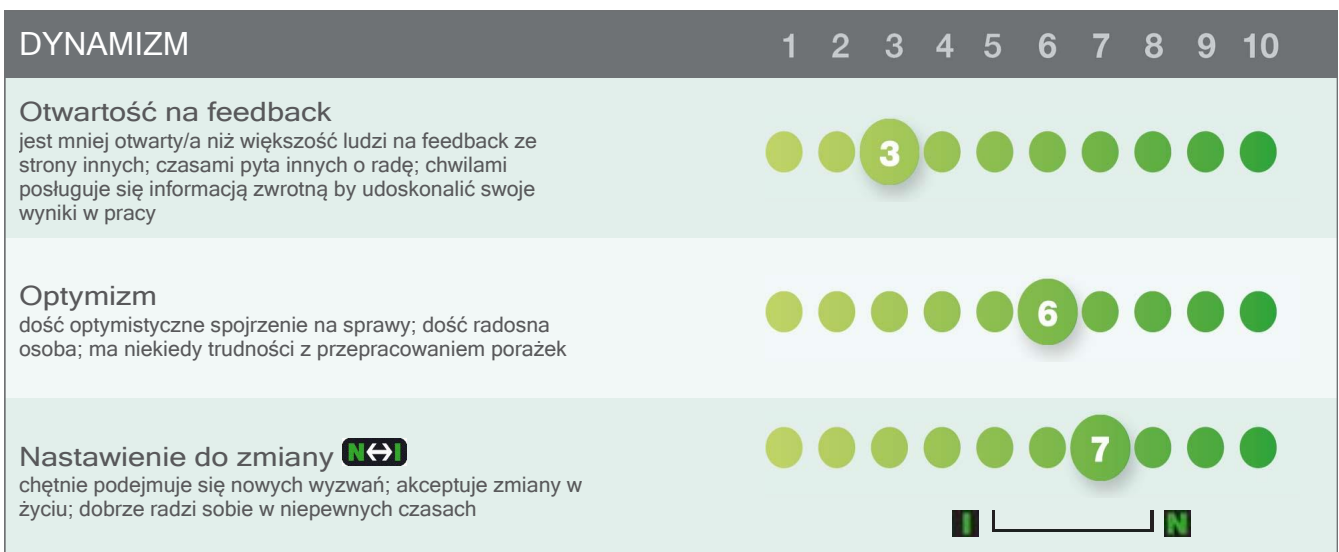 DYNAMIZM 1 2 3 4 5 6 7 8 9 10
Otwartość na feedback
jest mniej otwarty/a niż większość ludzi na feedback ze
strony innych; czasami pyta innych o radę; chwilami
posługuje się informacją zwrotną by udoskonalić swoje
wyniki w pracy
3
Optymizm
dość optymistyczne spojrzenie na sprawy; dość radosna
osoba; ma niekiedy trudności z przepracowaniem porażek
6
Nastawienie do zmiany N↔I
chętnie podejmuje się nowych wyzwań; akceptuje zmiany w
życiu; dobrze radzi sobie w niepewnych czasach
7
I N